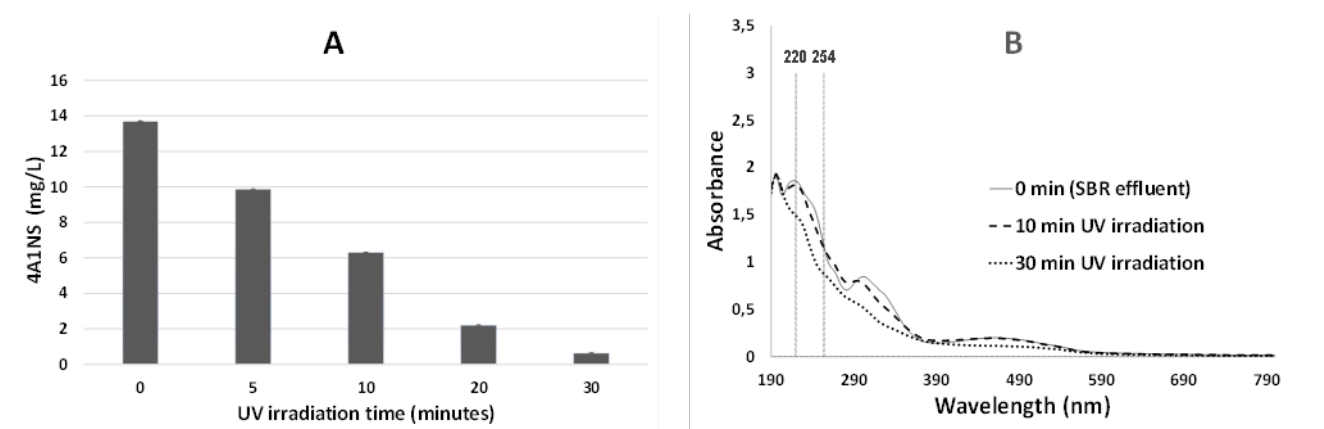 A
16
14
12
10
8
6
4
2
0
4A1NS (mg/L)
0 5 10 20 30
UV irradiation time (minutes)
B
3,5
3
2,5
2
1,5
1
0,5
0
Absorbance
220 254
0 min (SBR effluent)
10 min UV irradiation
30 min UV irradiation
190 290 390 490 590 690 790
Wavelength (nm)